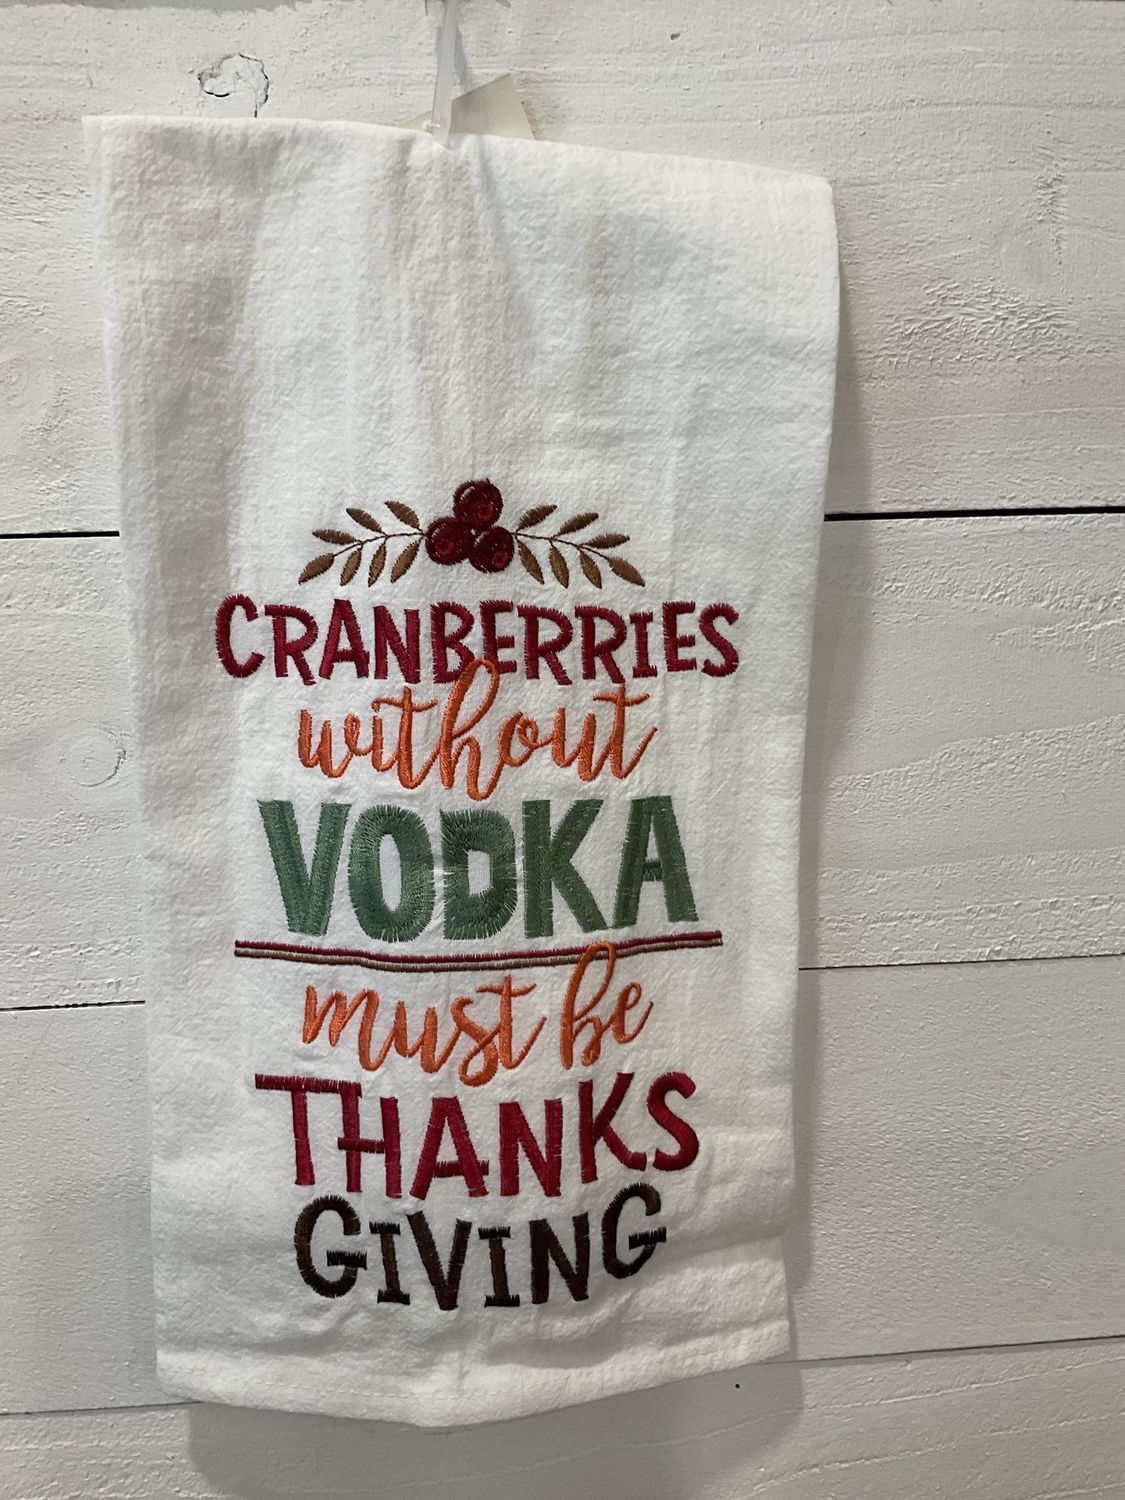 CRANBERRIES
without
VODKA
must be
THANKS
GIVING